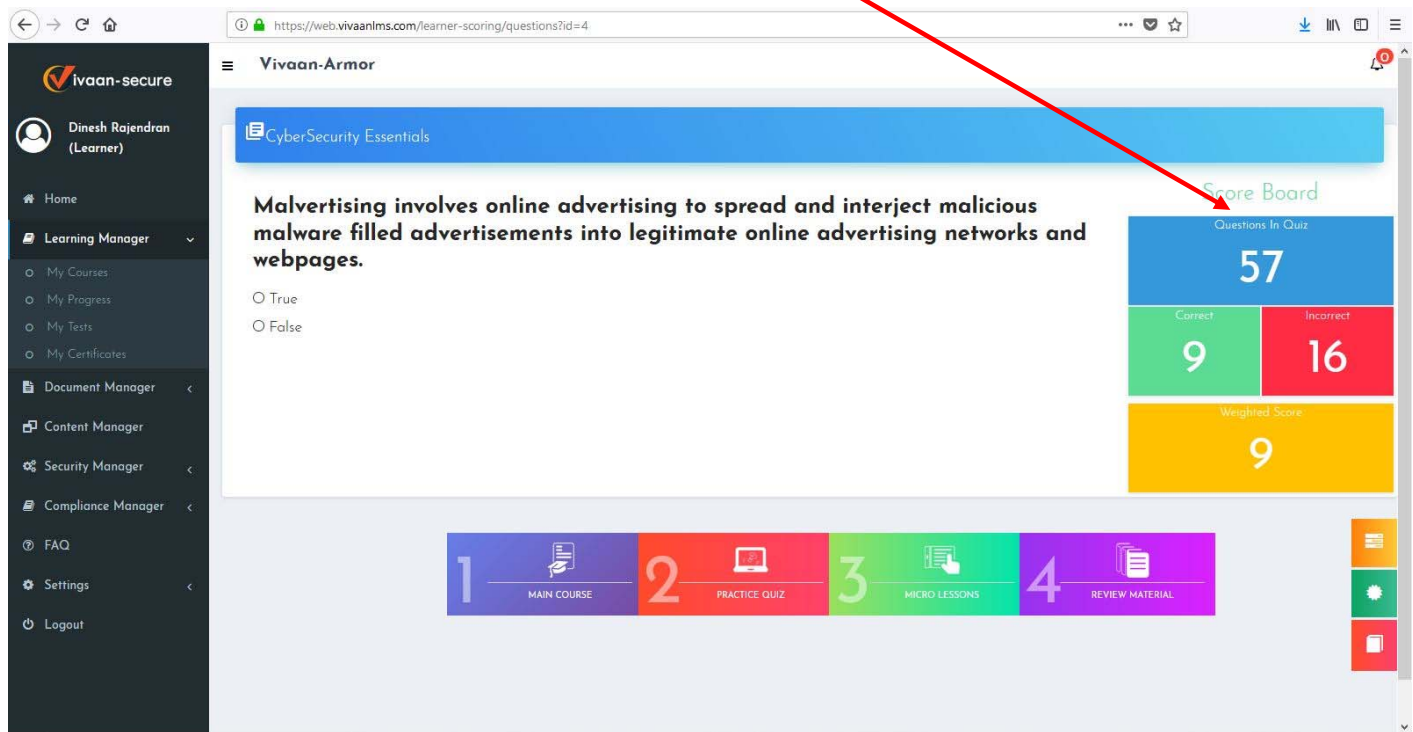 https://web.vivaanlms.com/learner-scoring/questions?id=4
Vivaan-secure
Vivaan-Armor
0
Dinesh Rajendran
(Learner)
Home
Learning Manager
My Courses
My Progress
My Tests
My Certificates
Document Manager
Content Manager
Security Manager
Compliance Manager
FAQ
Settings
Logout
CyberSecurity Essentials
Malvertising involves online advertising to spread and interject malicious
malware filled advertisements into legitimate online advertising networks and
webpages.
True
False
Score Board
Questions In Quiz
57
Correct
9
Incorrect
16
Weighted Score
9
1 MAIN COURSE
2 PRACTICE QUIZ
3 MICRO LESSONS
4 REVIEW MATERIAL